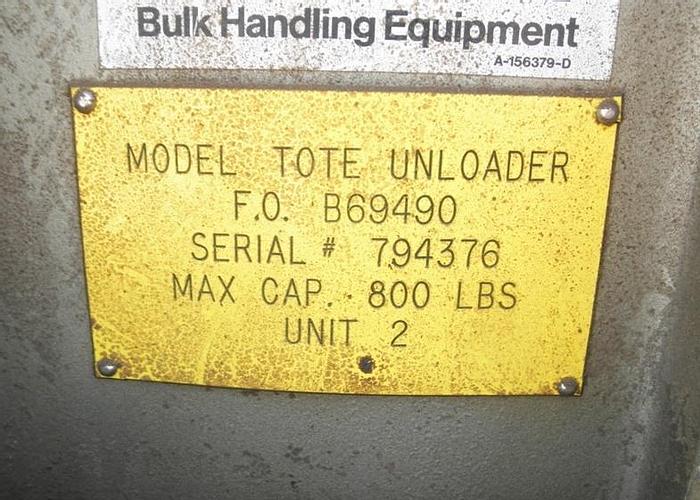 Bulk Handling Equipment
A-156379-D
MODEL TOTE UNLOADER
F.O. B69490
SERIAL # 794376
MAX CAP. 800 LBS
UNIT 2